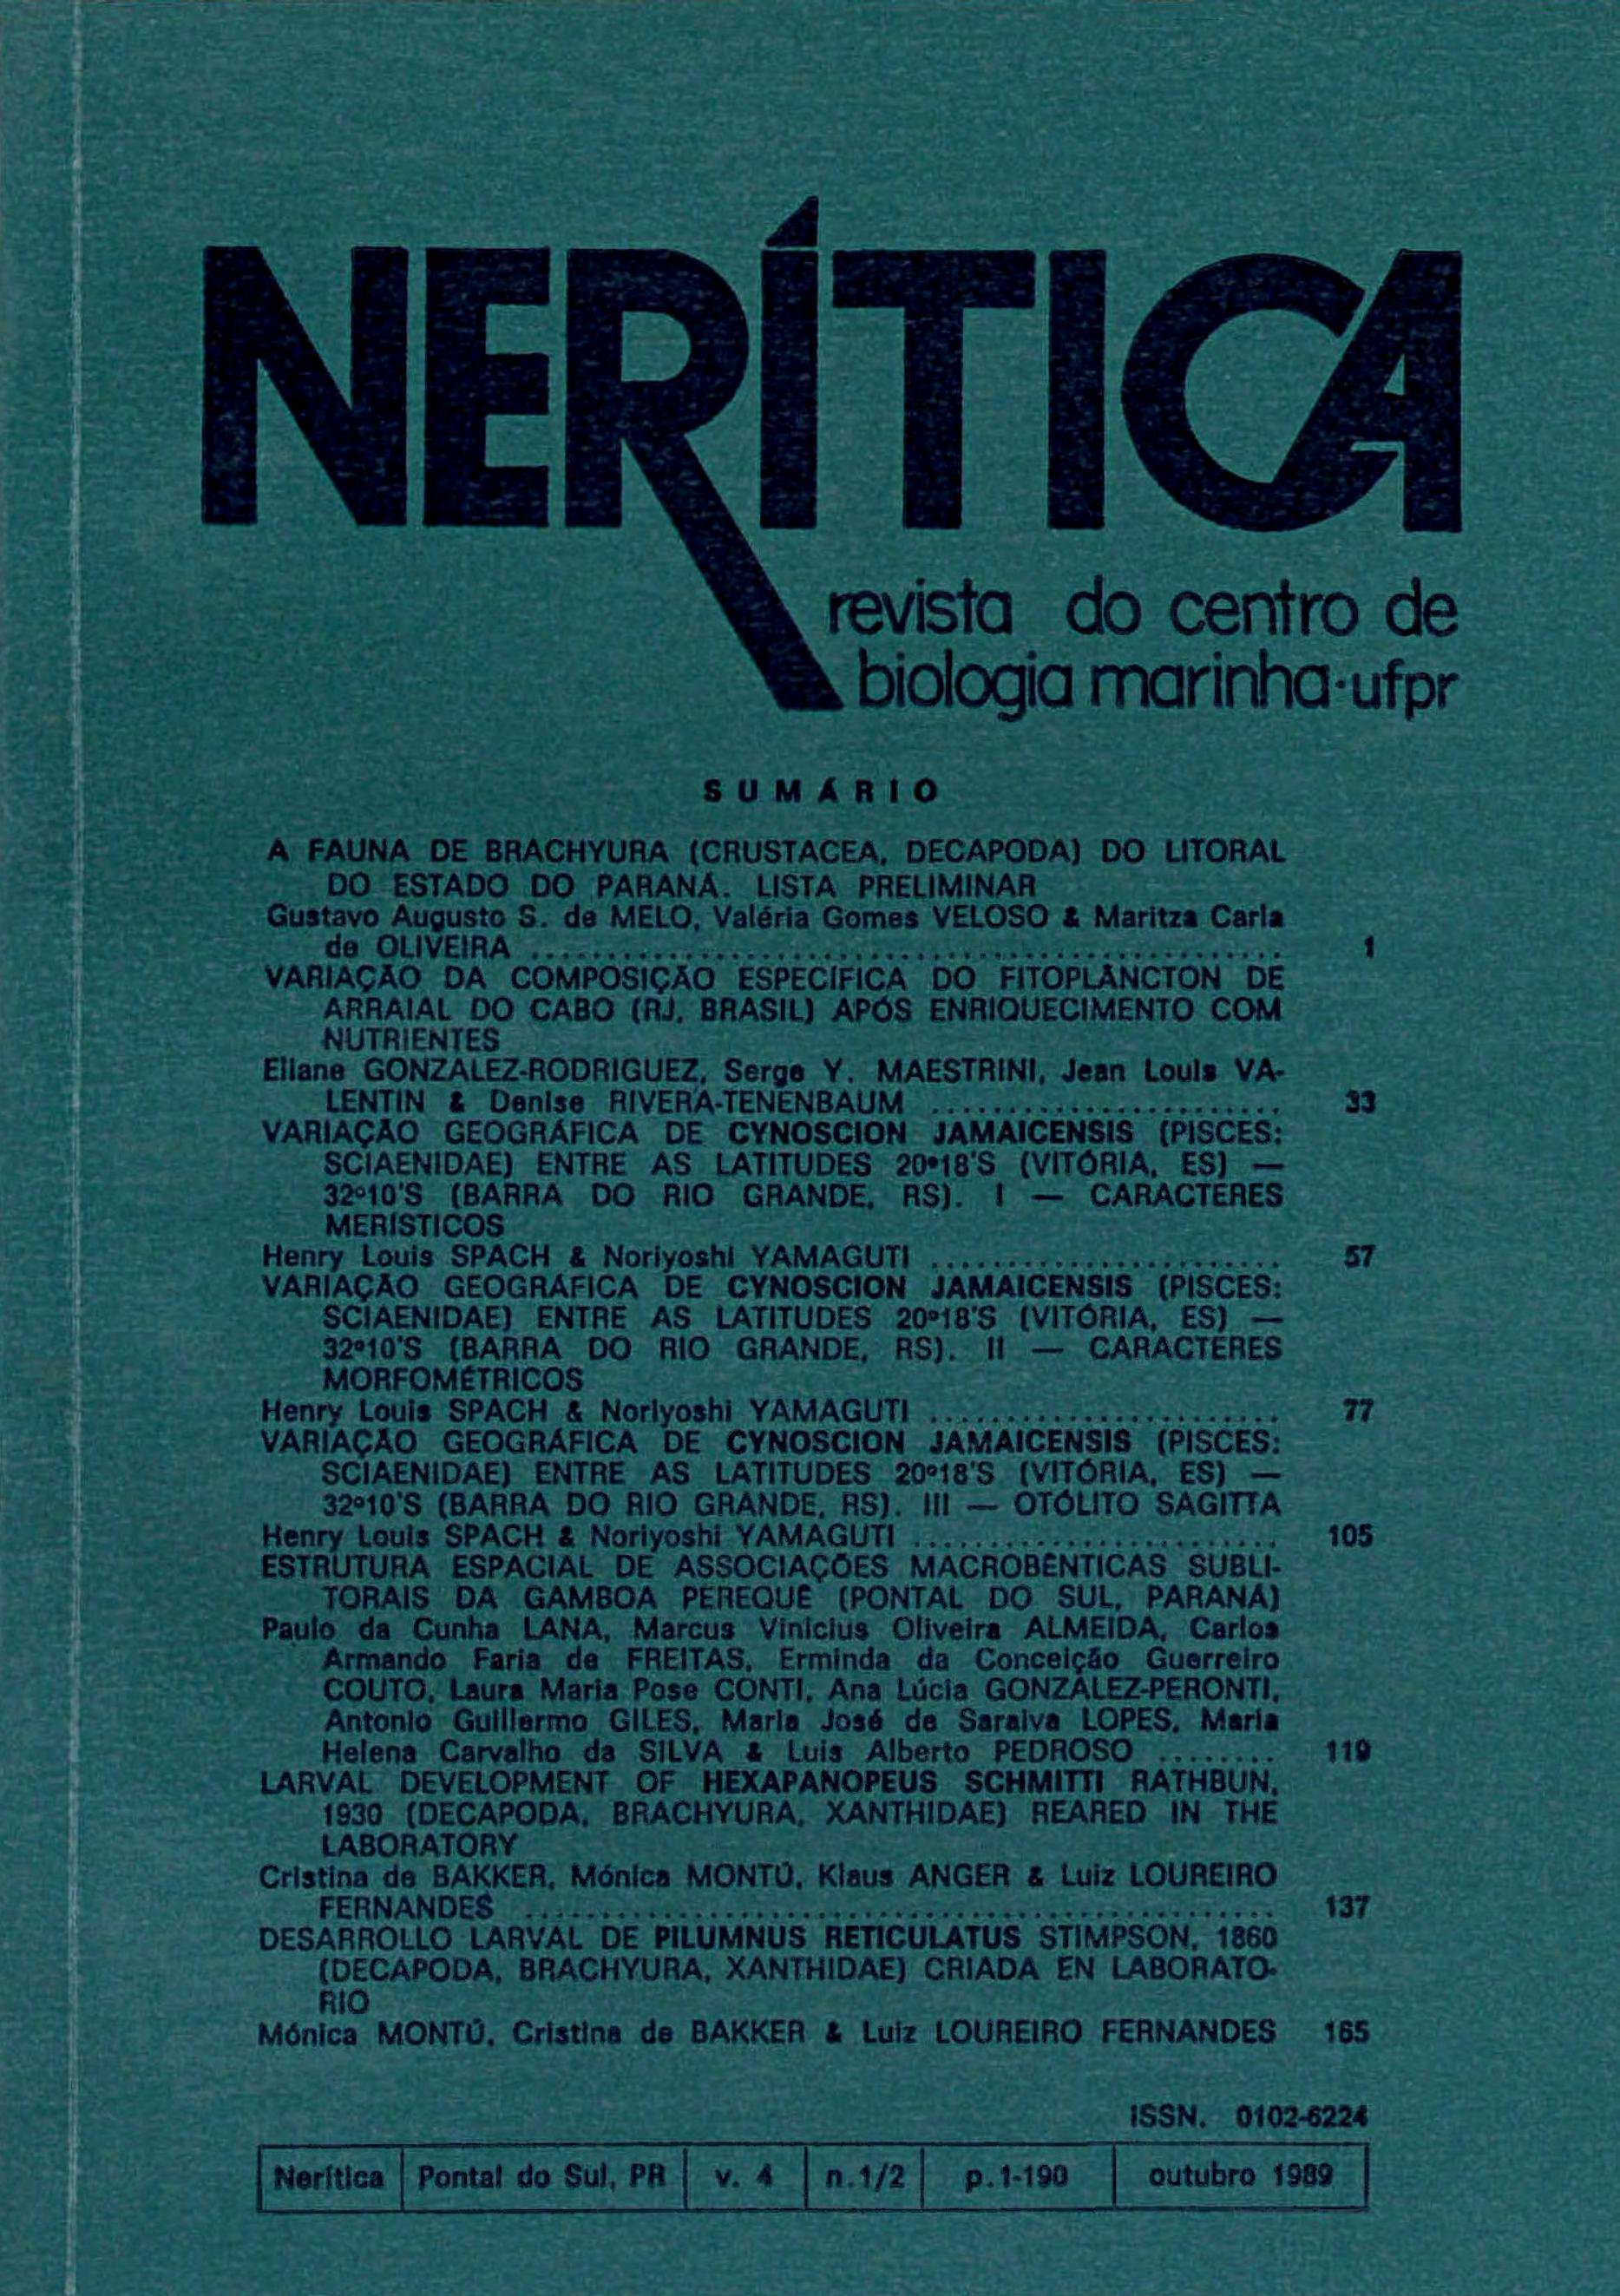 NERÍTICA
revista do centro de
biologia marinha·ufpr
SUMÁRIO
A FAUNA DE BRACHYURA (CRUSTACEA, DECAPODA) DO LITORAL
DO ESTADO DO PARANÁ. LISTA PRELIMINAR
Gustavo Augusto S. de MELO, Valéria Gomes VELOSO & Maritza Carla
de OLIVEIRA .................................................. 1
VARIAÇÃO DA COMPOSIÇÃO ESPECÍFICA DO FITOPLÂNCTON DE
ARRAIAL DO CABO (RJ, BRASIL) APÓS ENRIQUECIMENTO COM
NUTRIENTES
Eliane GONZALEZ-RODRIGUEZ, Serge Y. MAESTRINI, Jean Louis VA-
LENTIN & Denise RIVERA-TENENBAUM ....................... 33
VARIAÇÃO GEOGRÁFICA DE CYNOSCION JAMAICENSIS (PISCES:
SCIAENIDAE) ENTRE AS LATITUDES 20º18'S (VITÓRIA, ES) —
32º10'S (BARRA DO RIO GRANDE, RS). I — CARACTERES
MERÍSTICOS
Henry Louis SPACH & Noriyoshi YAMAGUTI ....................... 57
VARIAÇÃO GEOGRÁFICA DE CYNOSCION JAMAICENSIS (PISCES:
SCIAENIDAE) ENTRE AS LATITUDES 20º18'S (VITÓRIA, ES) —
32º10'S (BARRA DO RIO GRANDE, RS). II — CARACTERES
MORFOMÉTRICOS
Henry Louis SPACH & Noriyoshi YAMAGUTI ....................... 77
VARIAÇÃO GEOGRÁFICA DE CYNOSCION JAMAICENSIS (PISCES:
SCIAENIDAE) ENTRE AS LATITUDES 20º18'S (VITÓRIA, ES) —
32º10'S (BARRA DO RIO GRANDE, RS). III — OTÓLITO SAGITTA
Henry Louis SPACH & Noriyoshi YAMAGUTI ........................ 105
ESTRUTURA ESPACIAL DE ASSOCIAÇÕES MACROBÊNTICAS SUBLI-
TORAIS DA GAMBOA PEREQUÊ (PONTAL DO SUL, PARANÁ)
Paulo da Cunha LANA, Marcus Vinicius Oliveira ALMEIDA, Carlos
Armando Faria de FREITAS, Erminda da Conceição Guerreiro
COUTO, Laura Maria Pose CONTI, Ana Lúcia GONZÁLEZ-PERONTI,
Antonio Guillermo GILES, Maria José de Saraiva LOPES, Maria
Helena Carvalho da SILVA & Luis Alberto PEDROSO ........ 119
LARVAL DEVELOPMENT OF HEXAPANOPEUS SCHMITTI RATHBUN,
1930 (DECAPODA, BRACHYURA, XANTHIDAE) REARED IN THE
LABORATORY
Cristina de BAKKER, Mónica MONTÚ, Klaus ANGER & Luiz LOUREIRO
FERNANDES .................................................. 137
DESARROLLO LARVAL DE PILUMNUS RETICULATUS STIMPSON, 1860
(DECAPODA, BRACHYURA, XANTHIDAE) CRIADA EN LABORATO-
RIO
Mónica MONTÚ, Cristina de BAKKER & Luiz LOUREIRO FERNANDES 165
ISSN. 0102-6224
Nerítica Pontal do Sul, PR v. 4 n.1/2 p.1-190 outubro 1989